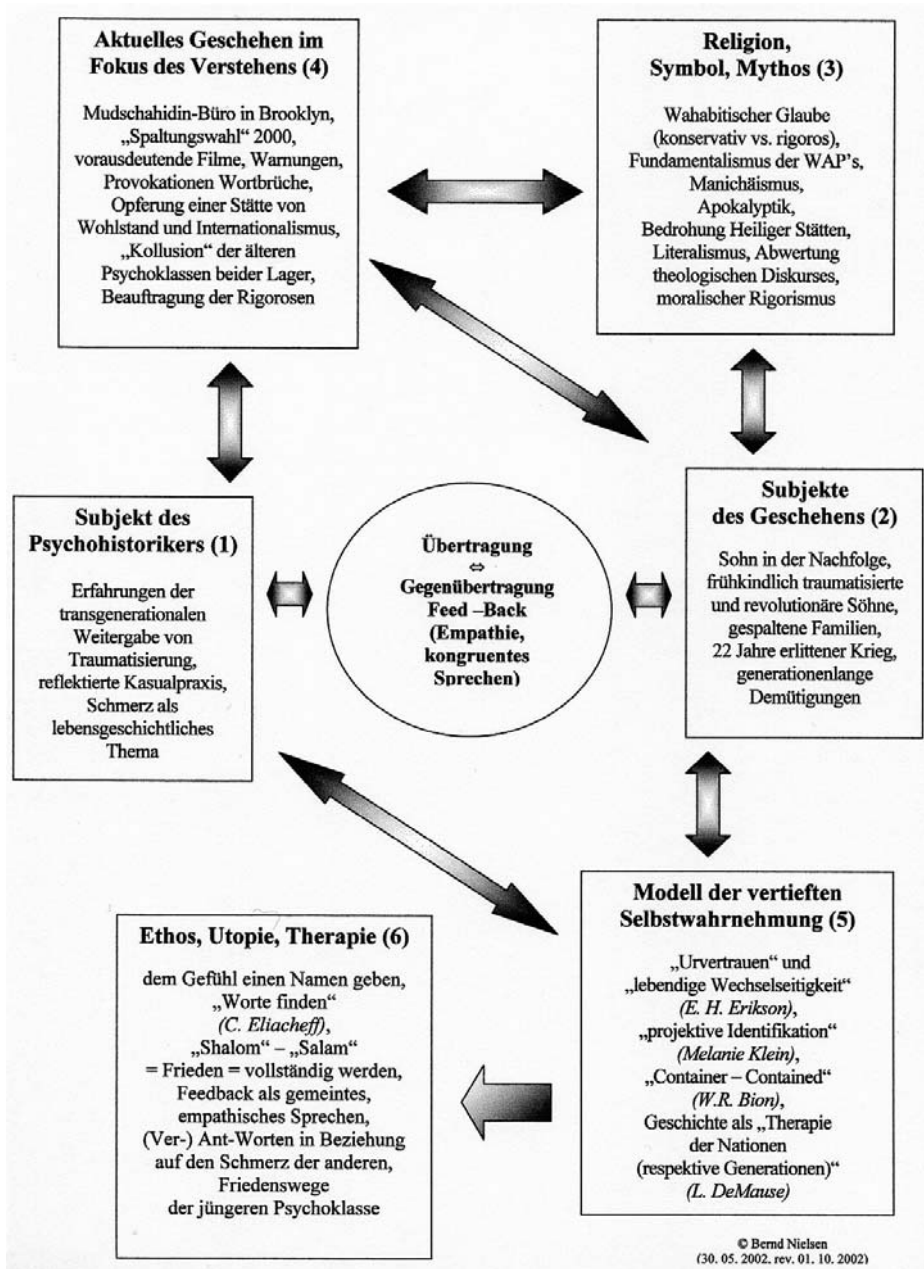 Aktuelles Geschehen im
Fokus des Verstehens (4)
Mudschahidin-Büro in Brooklyn,
„Spaltungswahl“ 2000,
vorausdeutende Filme, Warnungen,
Provokationen Wortbrüche,
Opferung einer Stätte von
Wohlstand und Internationalismus,
„Kollusion“ der älteren
Psychoklassen beider Lager,
Beauftragung der Rigorosen
Religion,
Symbol, Mythos (3)
Wahabitischer Glaube
(konservativ vs. rigoros),
Fundamentalismus der WAP's,
Manichäismus,
Apokalyptik,
Bedrohung Heiliger Stätten,
Literalismus, Abwertung
theologischen Diskurses,
moralischer Rigorismus
Subjekt des
Psychohistorikers (1)
Erfahrungen der
transgenerationalen
Weitergabe von
Traumatisierung,
reflektierte Kasualpraxis,
Schmerz als
lebensgeschichtliches
Thema
Übertragung
⇔
Gegenübertragung
Feed –Back
(Empathie,
kongruentes
Sprechen)
Subjekte
des Geschehens (2)
Sohn in der Nachfolge,
frühkindlich traumatisierte
und revolutionäre Söhne,
gespaltene Familien,
22 Jahre erlittener Krieg,
generationenlange
Demütigungen
Modell der vertieften
Selbstwahrnehmung (5)
„Urvertrauen“ und
„lebendige Wechselseitigkeit“
(E. H. Erikson),
„projektive Identifikation“
(Melanie Klein),
„Container – Contained“
(W.R. Bion),
Geschichte als „Therapie
der Nationen
(respektive Generationen)“
(L. DeMause)
Ethos, Utopie, Therapie (6)
dem Gefühl einen Namen geben,
„Worte finden“
(C. Eliacheff),
„Shalom“ – „Salam“
= Frieden = vollständig werden,
Feedback als gemeintes,
empathisches Sprechen,
(Ver-) Ant-Worten in Beziehung
auf den Schmerz der anderen,
Friedenswege
der jüngeren Psychoklasse
© Bernd Nielsen
(30. 05. 2002, rev. 01. 10. 2002)